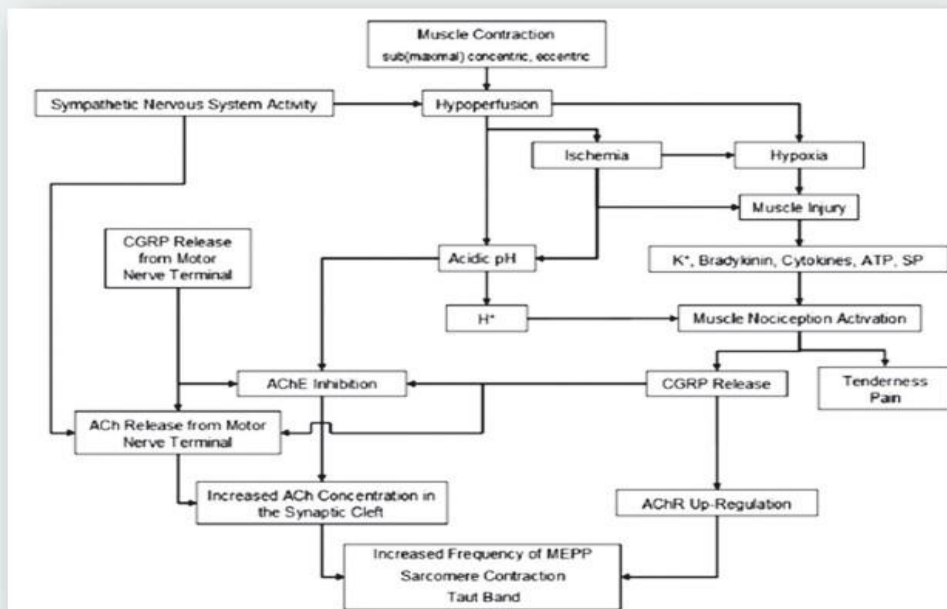 Muscle Contraction
sub(maximal) concentric, eccentric
Sympathetic Nervous System Activity
Hypoperfusion
Ischemia
Hypoxia
Muscle Injury
CGRP Release
from Motor
Nerve Terminal
Acidic pH
K⁺, Bradykinin, Cytokines, ATP, SP
H⁺
Muscle Nociception Activation
AChE Inhibition
CGRP Release
Tenderness
Pain
ACh Release from Motor
Nerve Terminal
Increased ACh Concentration in
the Synaptic Cleft
AChR Up-Regulation
Increased Frequency of MEPP
Sarcomere Contraction
Taut Band